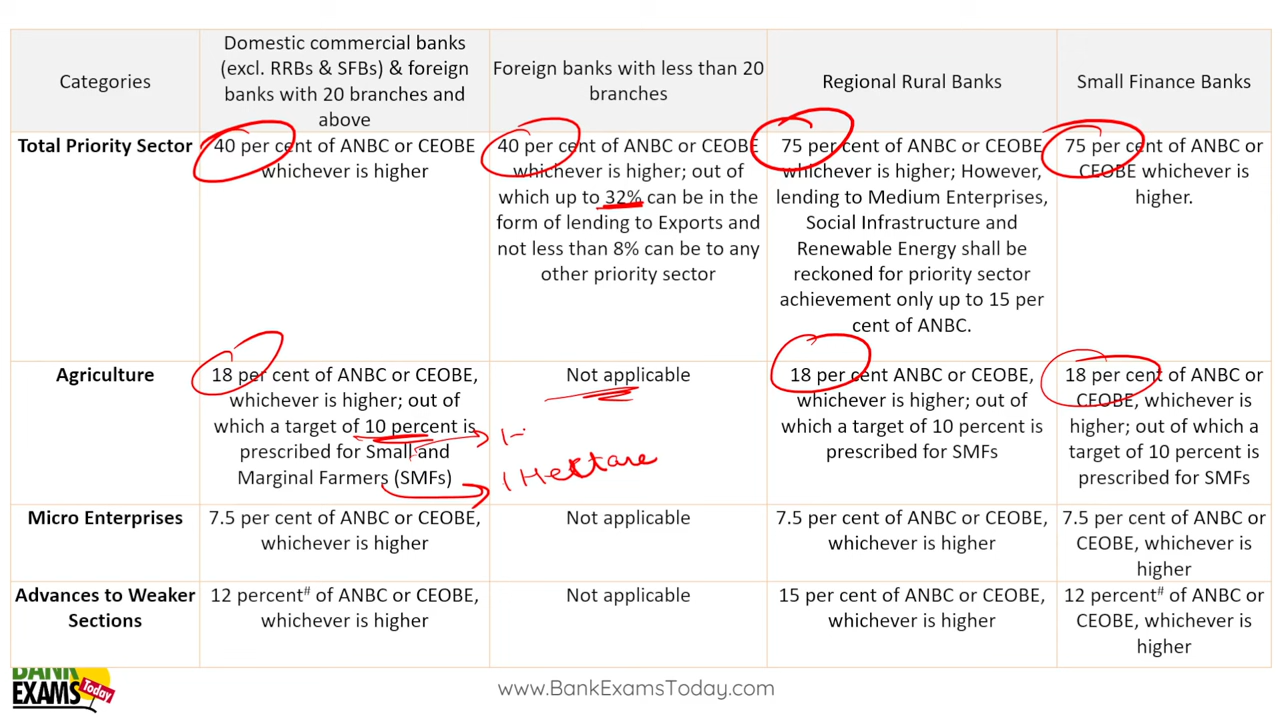 Categories
Domestic commercial banks
(excl. RRBs & SFBs) & foreign
banks with 20 branches and
above
Foreign banks with less than 20
branches
Regional Rural Banks
Small Finance Banks
Total Priority Sector
40 per cent of ANBC or CEOBE
whichever is higher
40 per cent of ANBC or CEOBE
whichever is higher; out of
which up to 32% can be in the
form of lending to Exports and
not less than 8% can be to any
other priority sector
75 per cent of ANBC or CEOBE
whichever is higher; However,
lending to Medium Enterprises,
Social Infrastructure and
Renewable Energy shall be
reckoned for priority sector
achievement only up to 15 per
cent of ANBC.
75 per cent of ANBC or
CEOBE whichever is
higher.
Agriculture
18 per cent of ANBC or CEOBE,
whichever is higher; out of
which a target of 10 percent is
prescribed for Small and
Marginal Farmers (SMFs)
Not applicable
1-
1 Hectare
18 per cent ANBC or CEOBE,
whichever is higher; out of
which a target of 10 percent is
prescribed for SMFs
18 per cent of ANBC or
CEOBE, whichever is
higher; out of which a
target of 10 percent is
prescribed for SMFs
Micro Enterprises
7.5 per cent of ANBC or CEOBE,
whichever is higher
Not applicable
7.5 per cent of ANBC or CEOBE,
whichever is higher
7.5 per cent of ANBC or
CEOBE, whichever is
higher
Advances to Weaker
Sections
12 percent# of ANBC or CEOBE,
whichever is higher
Not applicable
15 per cent of ANBC or CEOBE,
whichever is higher
12 percent# of ANBC or
CEOBE, whichever is
higher
BANK
EXAMS
Today
www.BankExamsToday.com